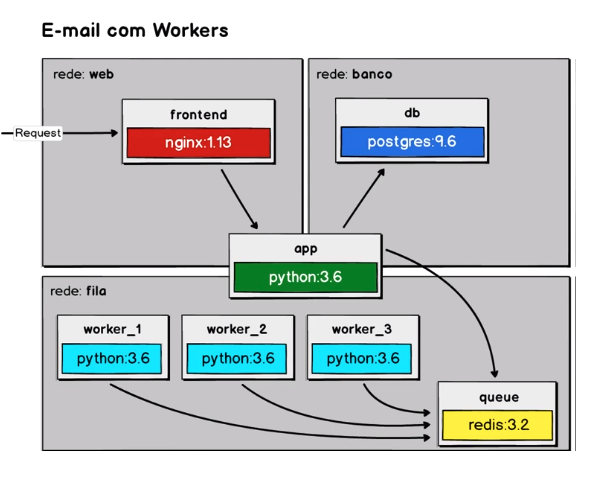 E-mail com Workers
rede: web
rede: banco
frontend
nginx:1.13
db
postgres:9.6
Request
app
python:3.6
rede: fila
worker_1
python:3.6
worker_2
python:3.6
worker_3
python:3.6
queue
redis:3.2